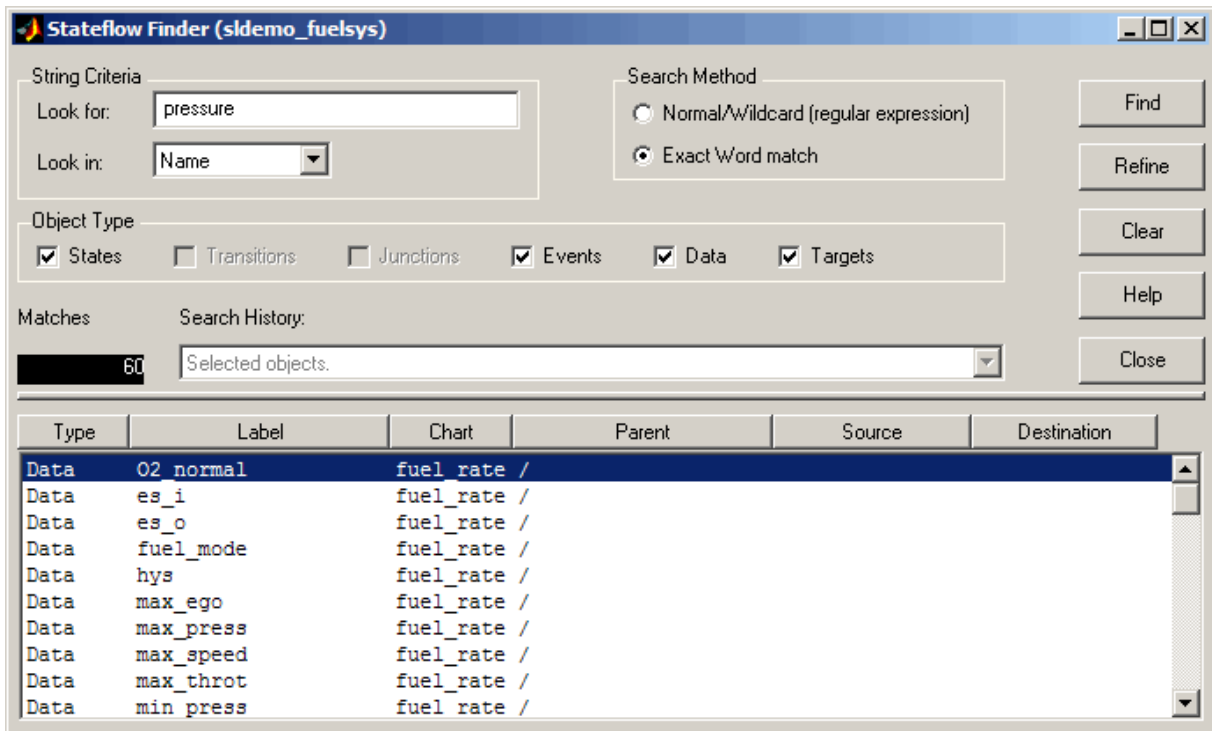 Stateflow Finder (sldemo_fuelsys)
String Criteria
Look for: pressure
Look in: Name
Search Method
Normal/Wildcard (regular expression)
Exact Word match
Find
Refine
Clear
Help
Close
Object Type
States Transitions Junctions Events Data Targets
Matches Search History:
60 Selected objects.
Type Label Chart Parent Source Destination
Data O2_normal fuel_rate /
Data es_i fuel_rate /
Data es_o fuel_rate /
Data fuel_mode fuel_rate /
Data hys fuel_rate /
Data max_ego fuel_rate /
Data max_press fuel_rate /
Data max_speed fuel_rate /
Data max_throt fuel_rate /
Data min_press fuel_rate /